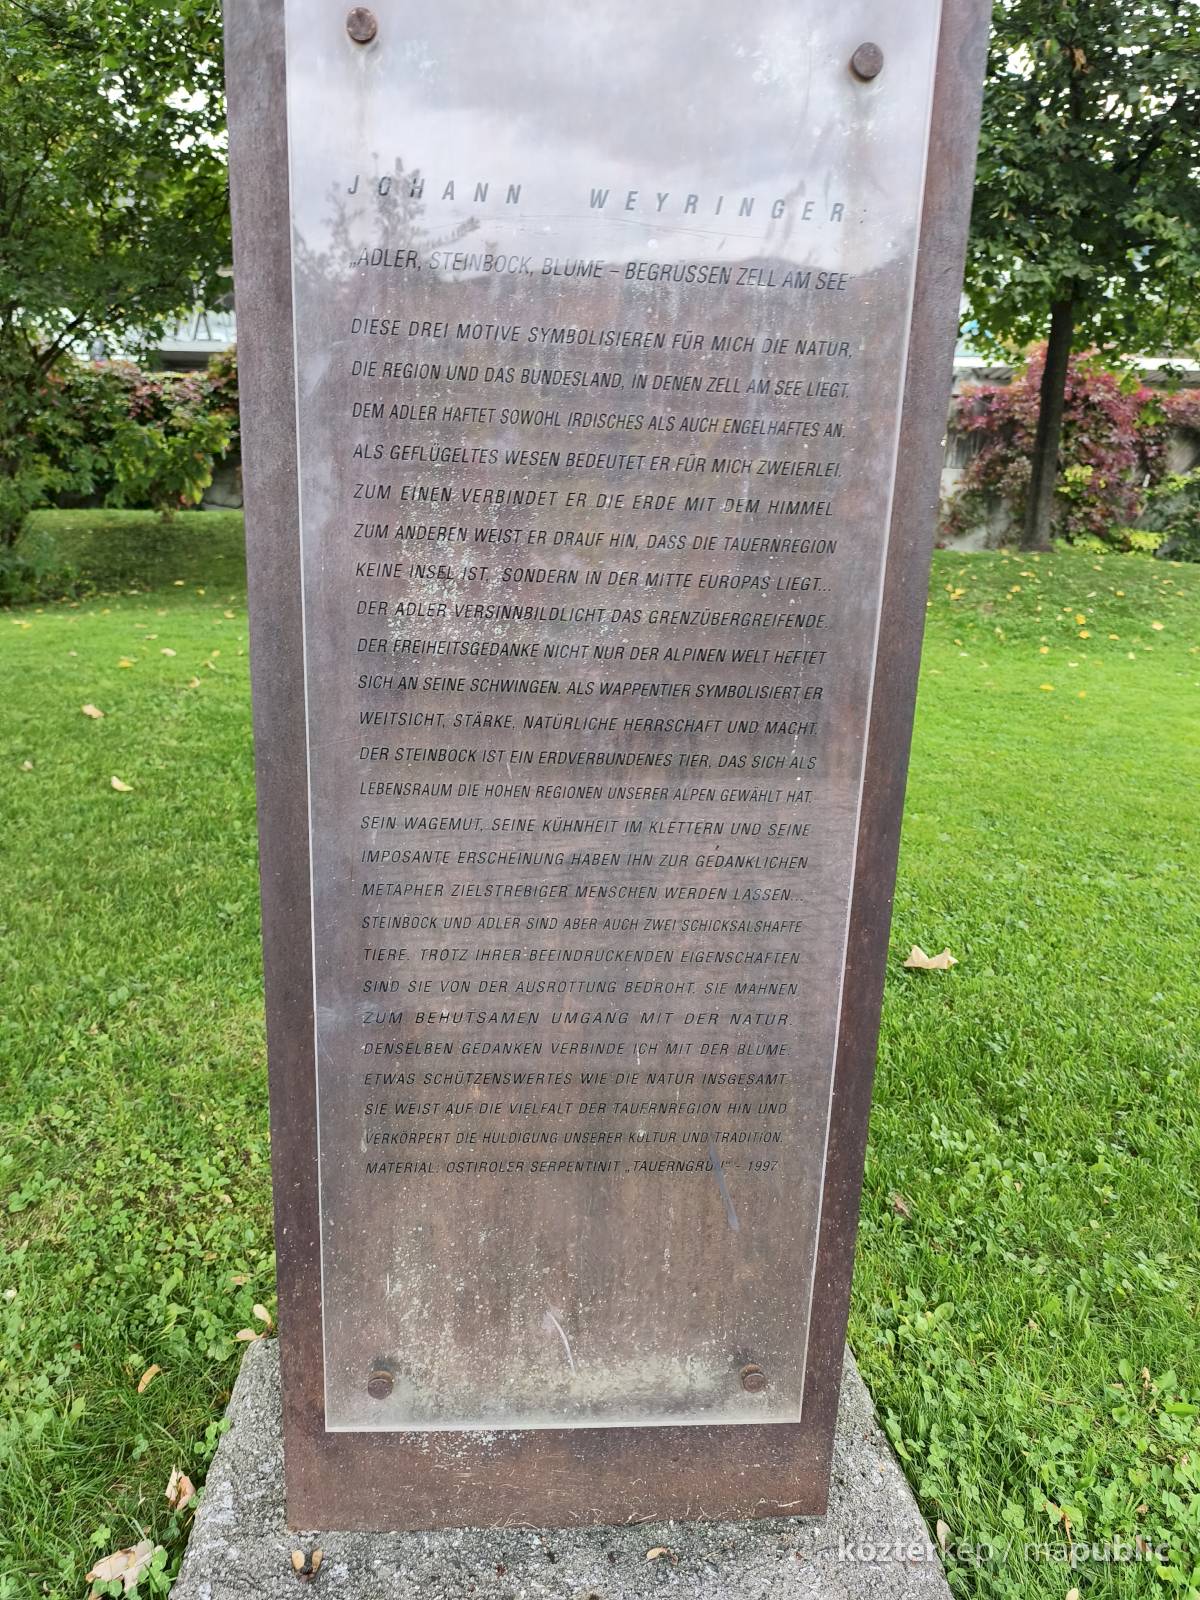 JOHANN WEYRINGER:
„ADLER, STEINBOCK, BLUME – BEGRÜSSEN ZELL AM SEE“
DIESE DREI MOTIVE SYMBOLISIEREN FÜR MICH DIE NATUR,
DIE REGION UND DAS BUNDESLAND, IN DENEN ZELL AM SEE LIEGT.
DEM ADLER HAFTET SOWOHL IRDISCHES ALS AUCH ENGELHAFTES AN.
ALS GEFLÜGELTES WESEN BEDEUTET ER FÜR MICH ZWEIERLEI.
ZUM EINEN VERBINDET ER DIE ERDE MIT DEM HIMMEL
ZUM ANDEREN WEIST ER DRAUF HIN, DASS DIE TAUERNREGION
KEINE INSEL IST, SONDERN IN DER MITTE EUROPAS LIEGT...
DER ADLER VERSINNBILDLICHT DAS GRENZÜBERGREIFENDE.
DER FREIHEITSGEDANKE NICHT NUR DER ALPINEN WELT HEFTET
SICH AN SEINE SCHWINGEN. ALS WAPPENTIER SYMBOLISIERT ER
WEITSICHT, STÄRKE, NATÜRLICHE HERRSCHAFT UND MACHT.
DER STEINBOCK IST EIN ERDVERBUNDENES TIER, DAS SICH ALS
LEBENSRAUM DIE HOHEN REGIONEN UNSERER ALPEN GEWÄHLT HAT.
SEIN WAGEMUT, SEINE KÜHNHEIT IM KLETTERN UND SEINE
IMPOSANTE ERSCHEINUNG HABEN IHN ZUR GEDANKLICHEN
METAPHER ZIELSTREBIGER MENSCHEN WERDEN LASSEN...
STEINBOCK UND ADLER SIND ABER AUCH ZWEI SCHICKSALSHAFTE
TIERE. TROTZ IHRER BEEINDRUCKENDEN EIGENSCHAFTEN
SIND SIE VON DER AUSROTTUNG BEDROHT. SIE MAHNEN
ZUM BEHUTSAMEN UMGANG MIT DER NATUR.
DENSELBEN GEDANKEN VERBINDE ICH MIT DER BLUME:
ETWAS SCHÜTZENSWERTES WIE DIE NATUR INSGESAMT.
SIE WEIST AUF DIE VIELFALT DER TAUERNREGION HIN UND
VERKÖRPERT DIE HULDIGUNG UNSERER KULTUR UND TRADITION.
MATERIAL: OSTTIROLER SERPENTINIT „TAUERNGRÜN“ - 1997
köztérkép / mapublic